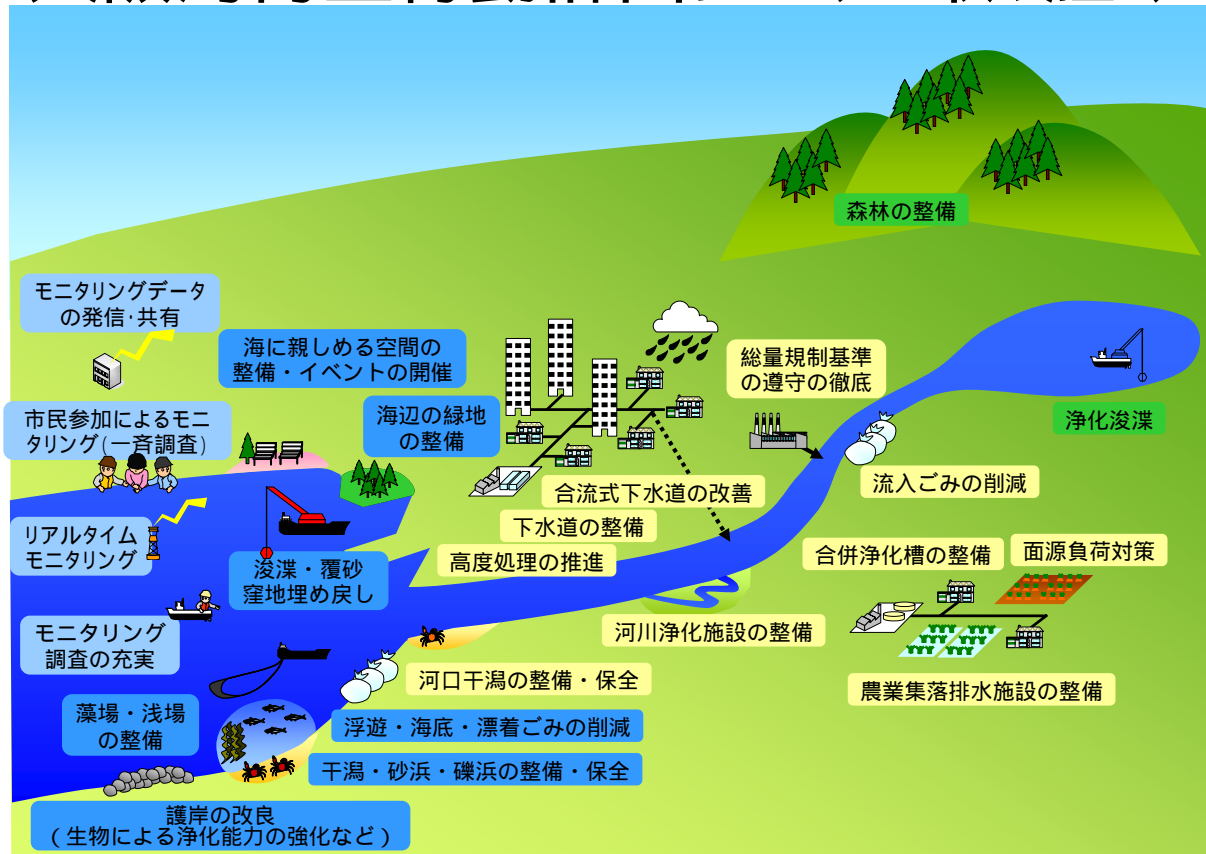 森林の整備
モニタリングデータ
の発信・共有
海に親しめる空間の
整備・イベントの開催
総量規制基準
の遵守の徹底
市民参加によるモニ
タリング(一斉調査)
海辺の緑地
の整備
浄化浚渫
流入ごみの削減
合流式下水道の改善
下水道の整備
高度処理の推進
リアルタイム
モニタリング
浚渫・覆砂
窪地埋め戻し
合併浄化槽の整備
面源負荷対策
モニタリング
調査の充実
河川浄化施設の整備
河口干潟の整備・保全
農業集落排水施設の整備
藻場・浅場
の整備
浮遊・海底・漂着ごみの削減
干潟・砂浜・礫浜の整備・保全
護岸の改良
(生物による浄化能力の強化など)